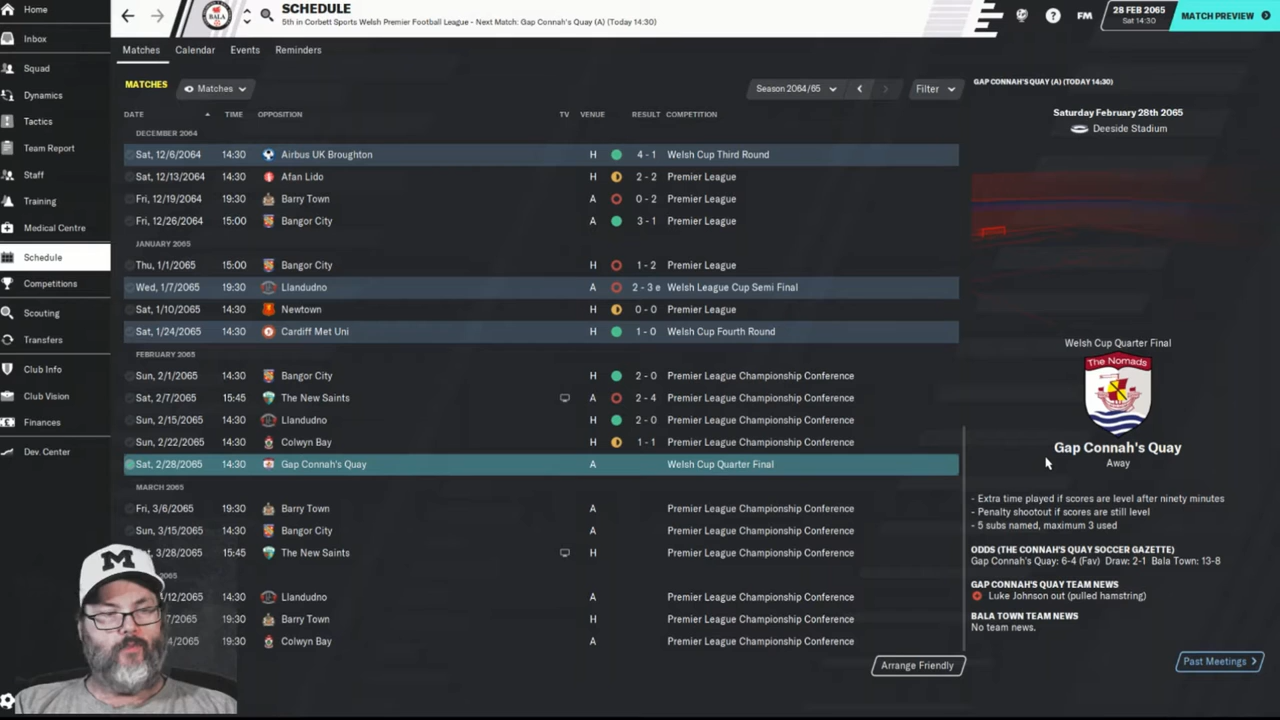 Home
Inbox
Squad
Dynamics
Tactics
Team Report
Staff
Training
Medical Centre
Schedule
Competitions
Scouting
Transfers
Club Info
Club Vision
Finances
Dev. Center
BALA
SCHEDULE
5th in Corbett Sports Welsh Premier Football League - Next Match: Gap Connah's Quay (A) (Today 14:30)
FM
28 FEB 2065
Sat 14:30
MATCH PREVIEW
Matches Calendar Events Reminders
MATCHES
Matches
Season 2064/65
Filter
DATE TIME OPPOSITION TV VENUE RESULT COMPETITION
DECEMBER 2064
Sat, 12/6/2064 14:30 Airbus UK Broughton H 4 - 1 Welsh Cup Third Round
Sat, 12/13/2064 14:30 Afan Lido H 2 - 2 Premier League
Fri, 12/19/2064 19:30 Barry Town A 0 - 2 Premier League
Fri, 12/26/2064 15:00 Bangor City A 3 - 1 Premier League
JANUARY 2065
Thu, 1/1/2065 15:00 Bangor City H 1 - 2 Premier League
Wed, 1/7/2065 19:30 Llandudno A 2 - 3 e Welsh League Cup Semi Final
Sat, 1/10/2065 14:30 Newtown H 0 - 0 Premier League
Sat, 1/24/2065 14:30 Cardiff Met Uni H 1 - 0 Welsh Cup Fourth Round
FEBRUARY 2065
Sun, 2/1/2065 14:30 Bangor City H 2 - 0 Premier League Championship Conference
Sat, 2/7/2065 15:45 The New Saints A 2 - 4 Premier League Championship Conference
Sun, 2/15/2065 14:30 Llandudno H 2 - 0 Premier League Championship Conference
Sun, 2/22/2065 14:30 Colwyn Bay H 1 - 1 Premier League Championship Conference
Sat, 2/28/2065 14:30 Gap Connah's Quay A Welsh Cup Quarter Final
MARCH 2065
Fri, 3/6/2065 19:30 Barry Town A Premier League Championship Conference
Sun, 3/15/2065 14:30 Bangor City A Premier League Championship Conference
3/28/2065 15:45 The New Saints H Premier League Championship Conference
2065
/12/2065 14:30 Llandudno A Premier League Championship Conference
/2065 19:30 Barry Town H Premier League Championship Conference
/2065 19:30 Colwyn Bay A Premier League Championship Conference
Arrange Friendly
GAP CONNAH'S QUAY (A) (TODAY 14:30)
Saturday February 28th 2065
Deeside Stadium
Welsh Cup Quarter Final
The Nomads
Gap Connah's Quay
Away
- Extra time played if scores are level after ninety minutes
- Penalty shootout if scores are still level
- 5 subs named, maximum 3 used
ODDS (THE CONNAH'S QUAY SOCCER GAZETTE)
Gap Connah's Quay: 6-4 (Fav) Draw: 2-1 Bala Town: 13-8
GAP CONNAH'S QUAY TEAM NEWS
Luke Johnson out (pulled hamstring)
BALA TOWN TEAM NEWS
No team news.
Past Meetings
M